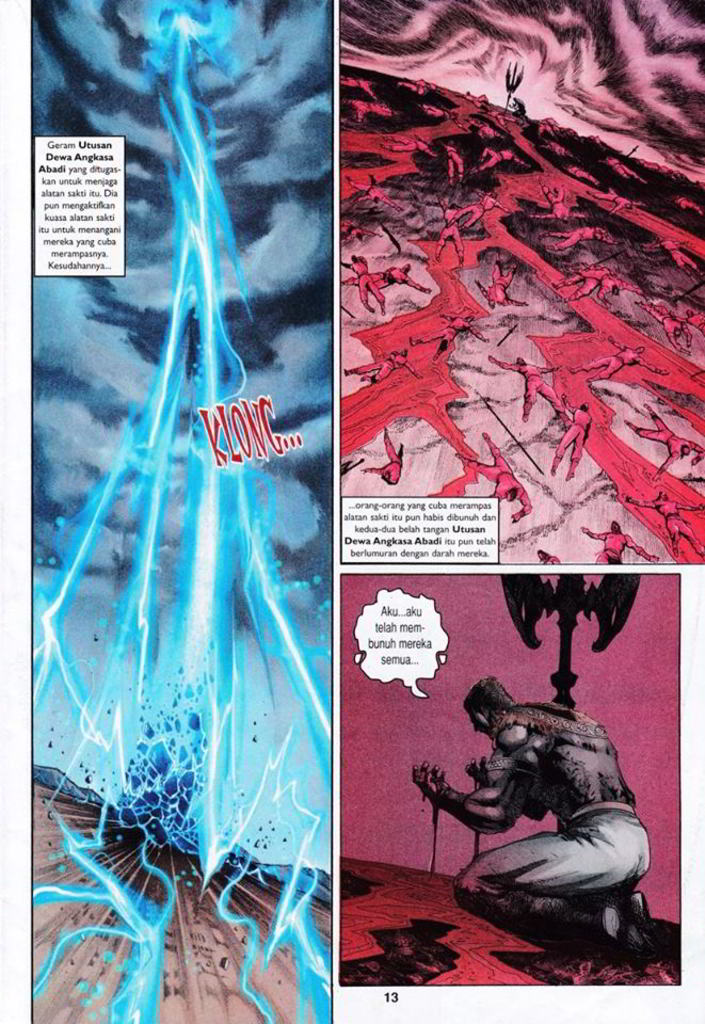 Geram Utusan
Dewa Angkasa
Abadi yang ditugas-
kan untuk menjaga
alatan sakti itu. Dia
pun mengaktifkan
kuasa alatan sakti
itu untuk menangani
mereka yang cuba
merampasnya.
Kesudahannya...
KLONG...
...orang-orang yang cuba merampas
alatan sakti itu pun habis dibunuh dan
kedua-dua belah tangan Utusan
Dewa Angkasa Abadi itu pun telah
berlumuran dengan darah mereka.
Aku...aku
telah mem-
bunuh mereka
semua...
13